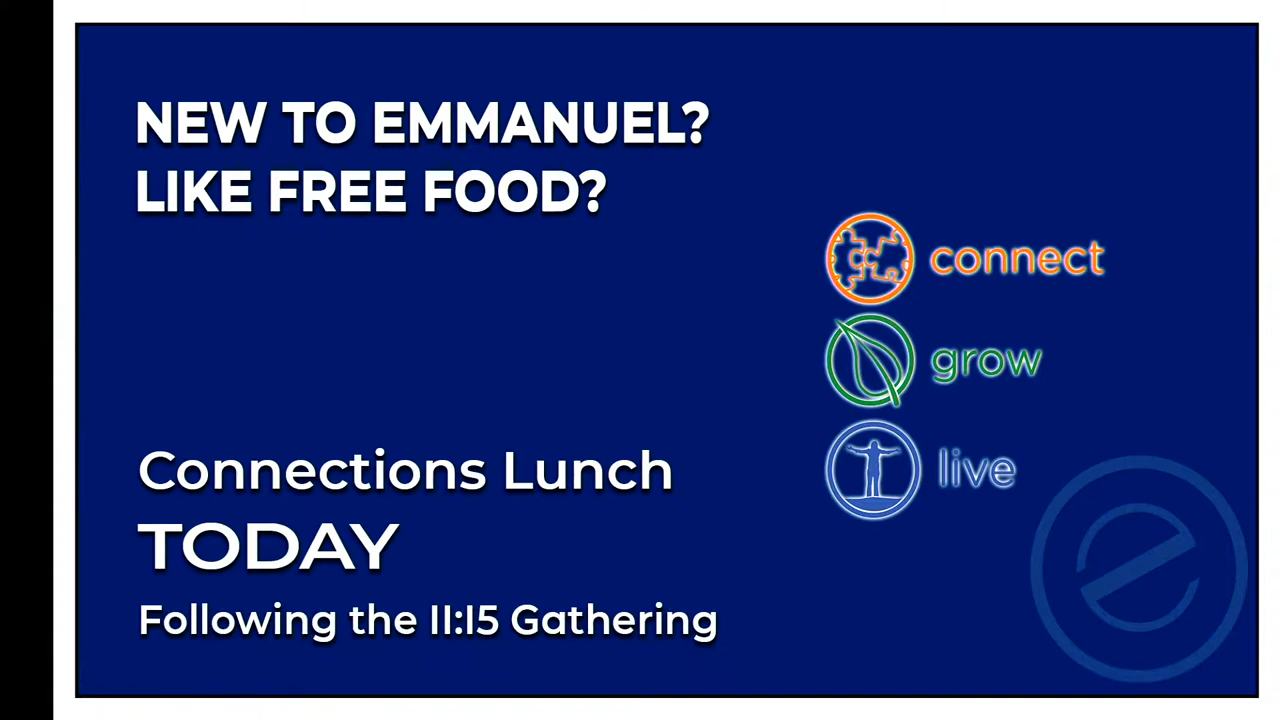 NEW TO EMMANUEL?
LIKE FREE FOOD?
connect
grow
live
Connections Lunch
TODAY
Following the 11:15 Gathering
e